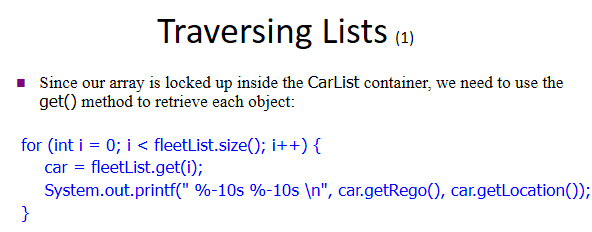 Traversing Lists (1)
■ Since our array is locked up inside the CarList container, we need to use the
get() method to retrieve each object:
for (int i = 0; i < fleetList.size(); i++) {
car = fleetList.get(i);
System.out.printf(" %-10s %-10s \n", car.getRego(), car.getLocation());
}